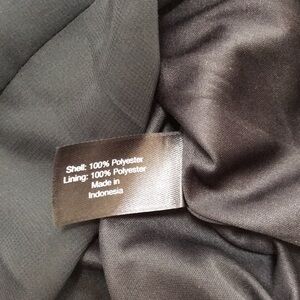 Shell: 100% Polyester
Lining: 100% Polyester
Made in
Indonesia